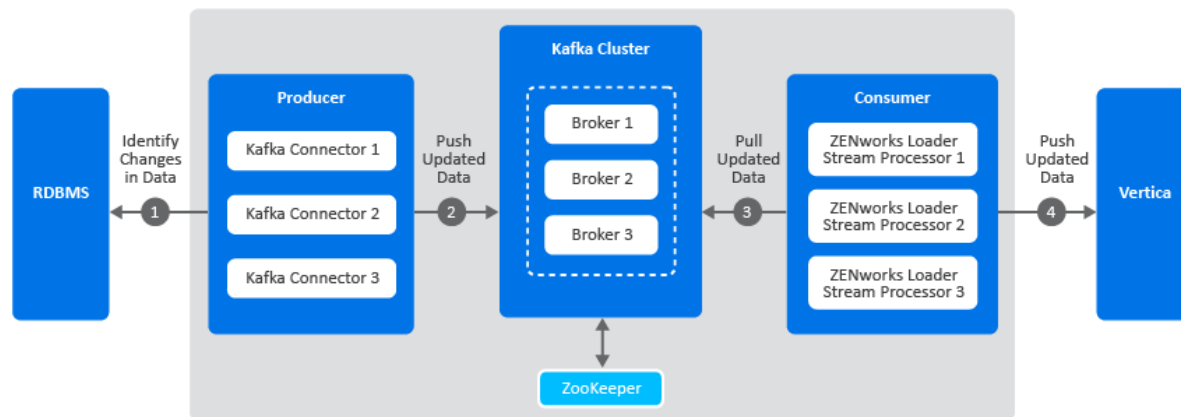 RDBMS
Identify
Changes
in Data
1
Producer
Kafka Connector 1
Kafka Connector 2
Kafka Connector 3
Push
Updated
Data
2
Kafka Cluster
Broker 1
Broker 2
Broker 3
ZooKeeper
Pull
Updated
Data
3
Consumer
ZENworks Loader
Stream Processor 1
ZENworks Loader
Stream Processor 2
ZENworks Loader
Stream Processor 3
Push
Updated
Data
4
Vertica